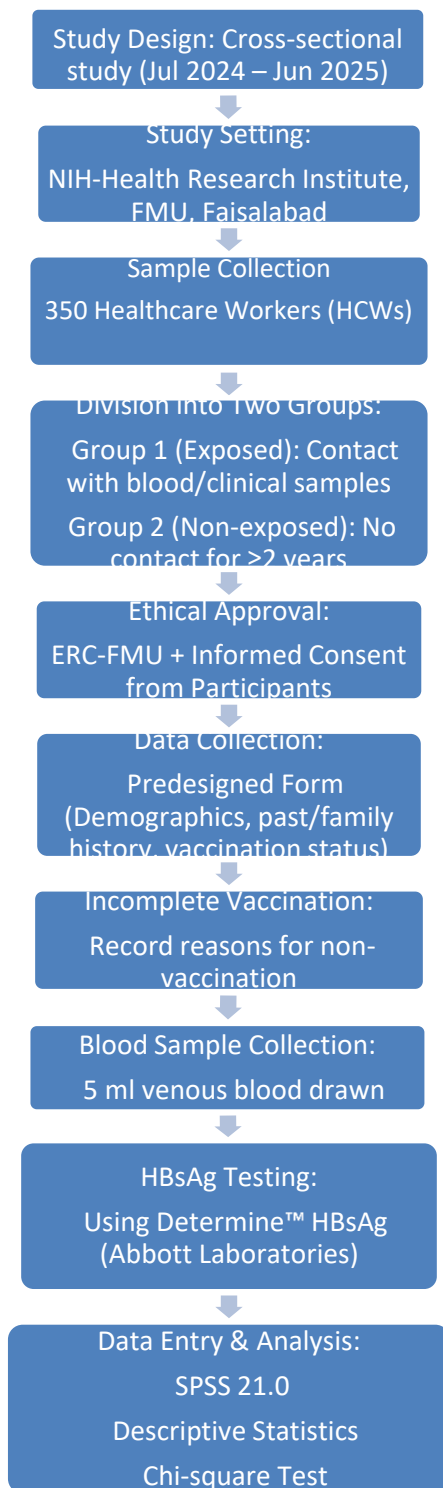 Study Design: Cross-sectional
study (Jul 2024 – Jun 2025)
Study Setting:
NIH-Health Research Institute,
FMU, Faisalabad
Sample Collection
350 Healthcare Workers (HCWs)
Division into Two Groups:
Group 1 (Exposed): Contact
with blood/clinical samples
Group 2 (Non-exposed): No
contact for >2 years
Ethical Approval:
ERC-FMU + Informed Consent
from Participants
Data Collection:
Predesigned Form
(Demographics, past/family
history, vaccination status)
Incomplete Vaccination:
Record reasons for non-
vaccination
Blood Sample Collection:
5 ml venous blood drawn
HBsAg Testing:
Using Determine™ HBsAg
(Abbott Laboratories)
Data Entry & Analysis:
SPSS 21.0
Descriptive Statistics
Chi-square Test